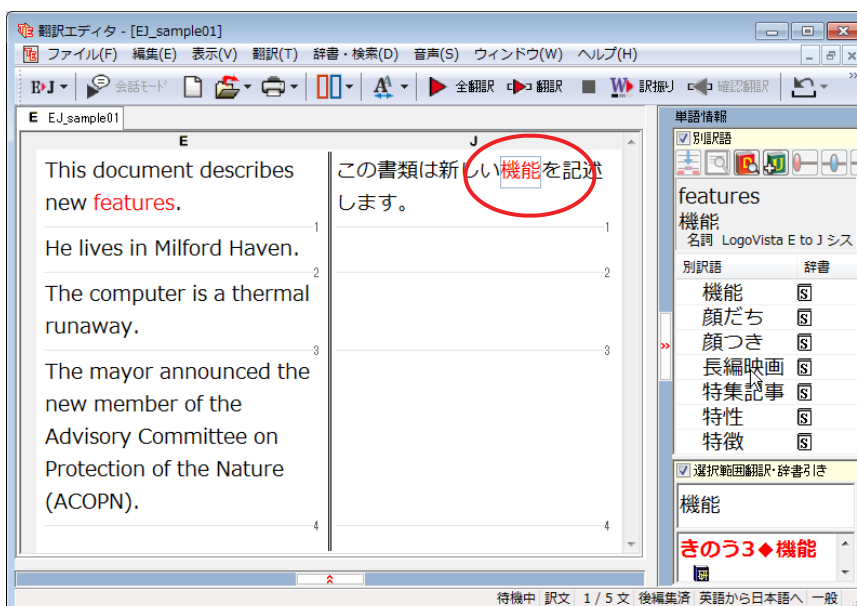 翻訳エディタ - [EJ_sample01]
ファイル(F) 編集(E) 表示(V) 翻訳(T) 辞書・検索(D) 音声(S) ウィンドウ(W) ヘルプ(H)
E▸J 会話モード 全翻訳 翻訳 訳振り 確認翻訳
E EJ_sample01
E
This document describes
new features.
1
He lives in Milford Haven.
2
The computer is a thermal
runaway.
3
The mayor announced the
new member of the
Advisory Committee on
Protection of the Nature
(ACOPN).
4
J
この書類は新しい機能を記述
します。
1
2
3
4
単語情報
別訳語
features
機能
名詞 LogoVista E to J シス
別訳語 辞書
機能 S
顔だち S
顔つき S
長編映画 S
特集記事 S
特性 S
特徴 S
選択範囲翻訳・辞書引き
機能
きのう3◆機能
待機中 訳文 1 / 5 文 後編集済 英語から日本語へ 一般